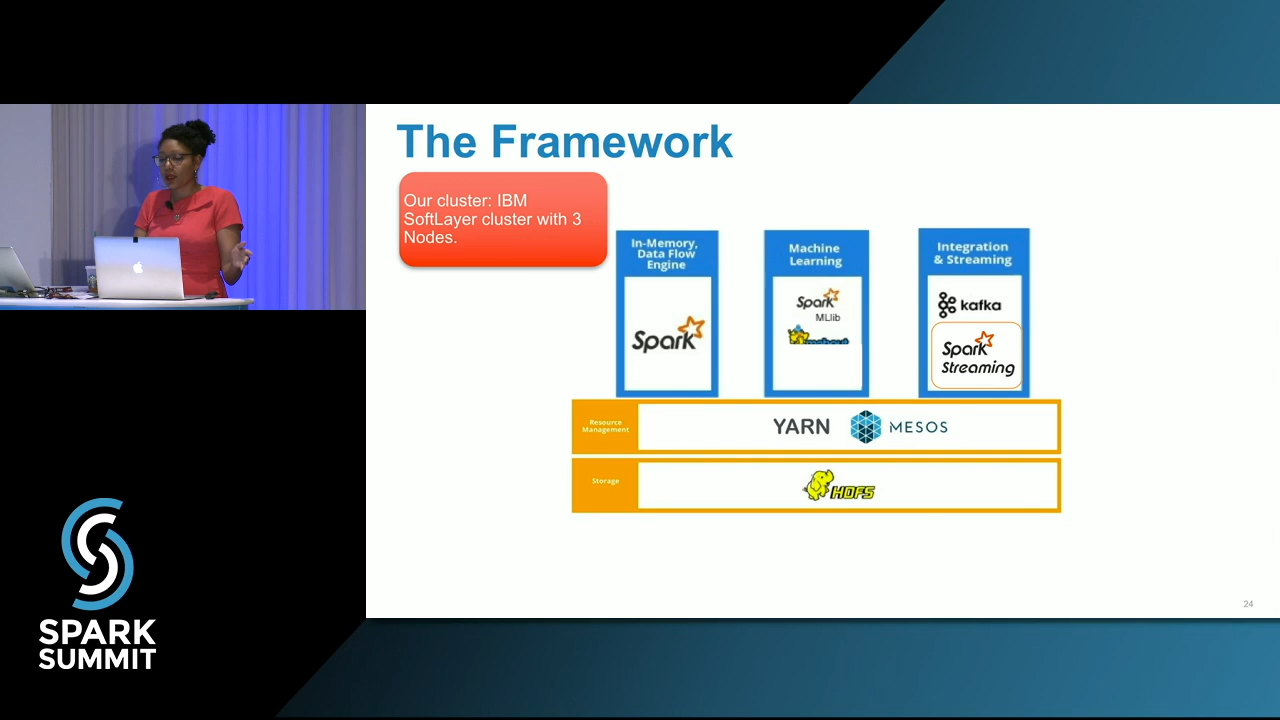 The Framework
Our cluster: IBM
SoftLayer cluster with 3
Nodes.
In-Memory,
Data Flow
Engine
Spark
Machine
Learning
Spark
MLlib
Integration
& Streaming
kafka
Spark
Streaming
Resource
Management
YARN
MESOS
Storage
HDFS
24
SPARK
SUMMIT